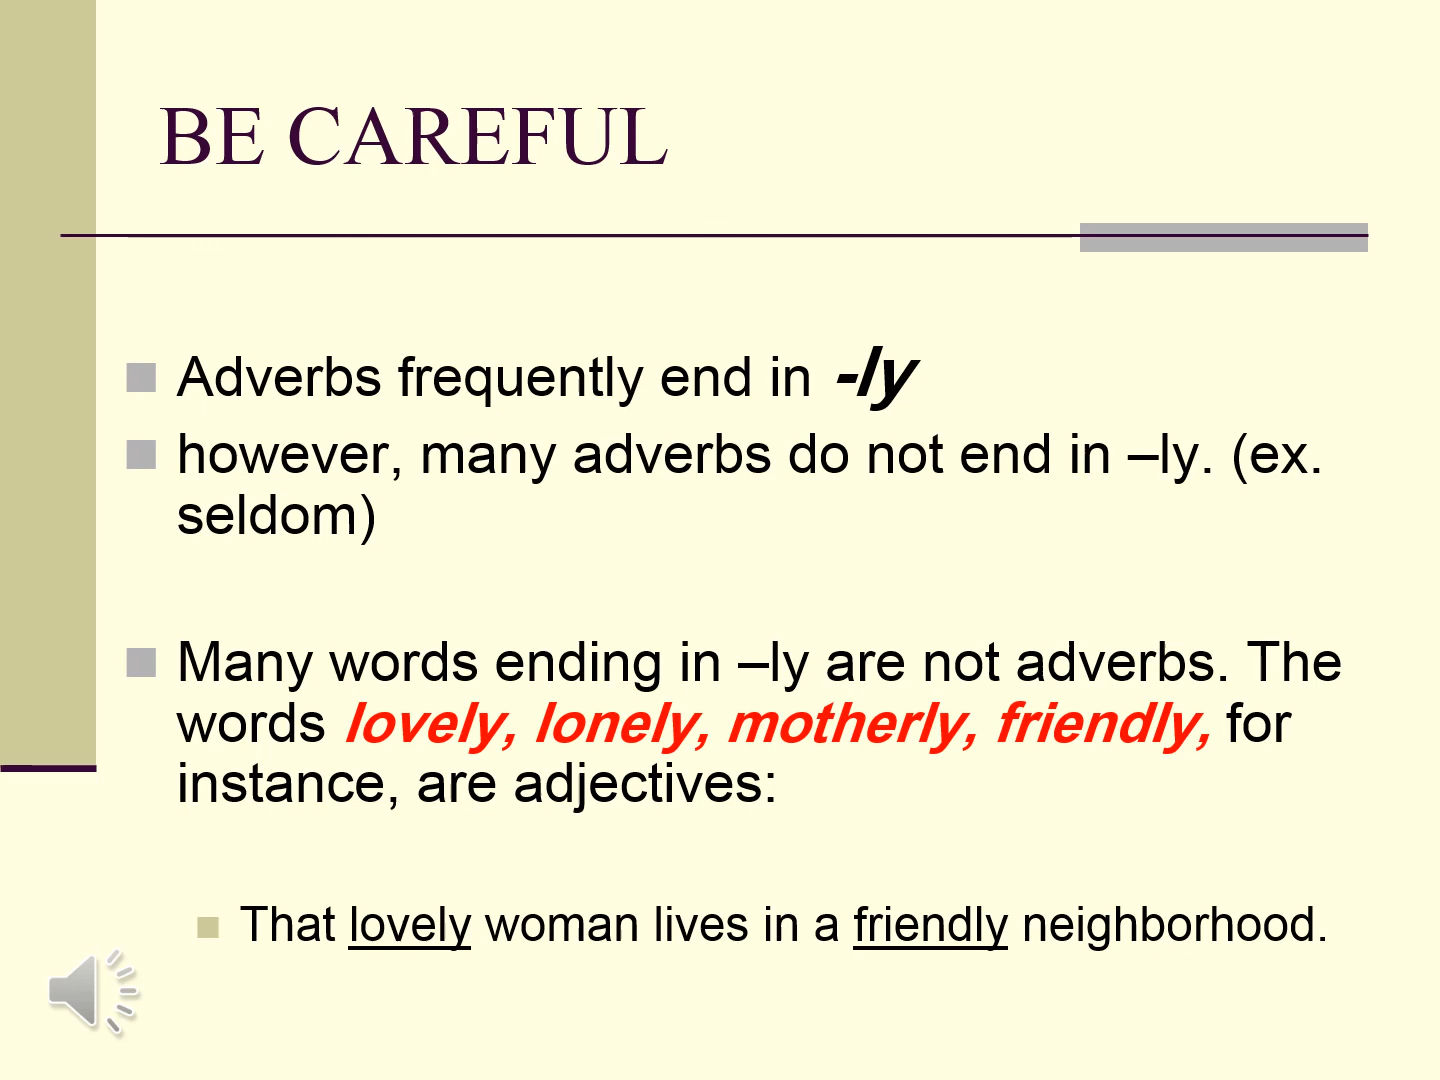 BE CAREFUL
Adverbs frequently end in -ly
however, many adverbs do not end in –ly. (ex.
seldom)
Many words ending in –ly are not adverbs. The
words lovely, lonely, motherly, friendly, for
instance, are adjectives:
That lovely woman lives in a friendly neighborhood.